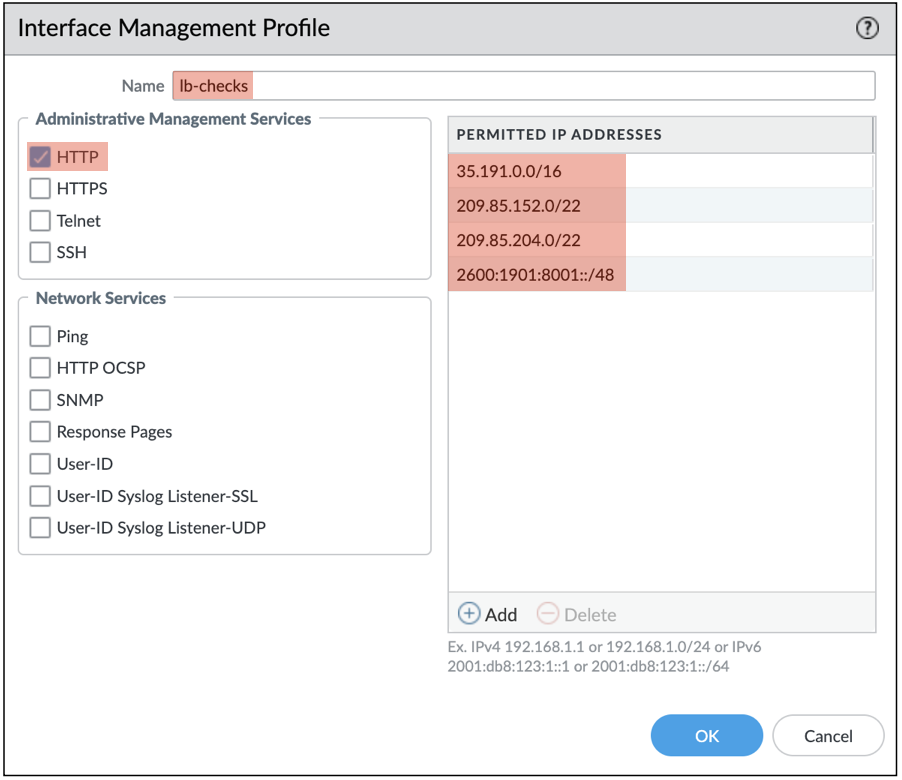 Interface Management Profile
?
Name lb-checks
Administrative Management Services
HTTP
HTTPS
Telnet
SSH
Network Services
Ping
HTTP OCSP
SNMP
Response Pages
User-ID
User-ID Syslog Listener-SSL
User-ID Syslog Listener-UDP
PERMITTED IP ADDRESSES
35.191.0.0/16
209.85.152.0/22
209.85.204.0/22
2600:1901:8001::/48
Add Delete
Ex. IPv4 192.168.1.1 or 192.168.1.0/24 or IPv6
2001:db8:123:1::1 or 2001:db8:123:1::/64
OK Cancel